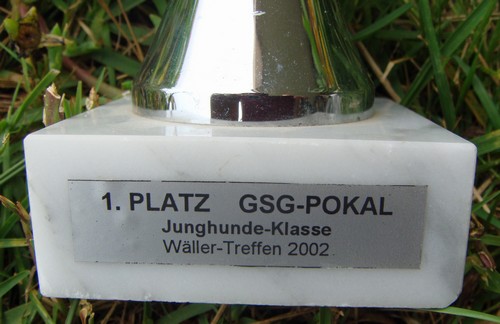 1. PLATZ GSG-POKAL
Junghunde-Klasse
Wäller-Treffen 2002